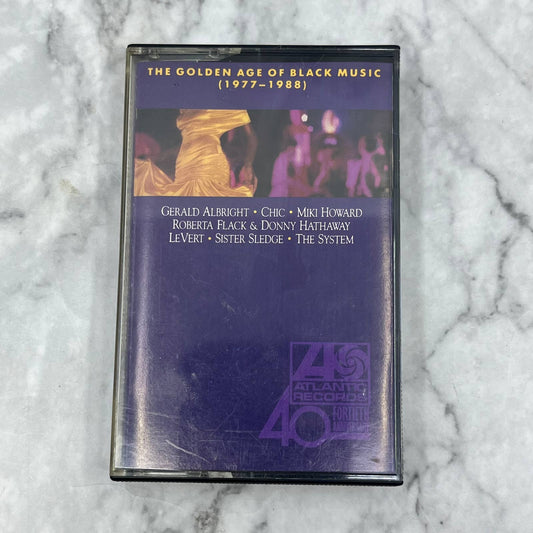 THE GOLDEN AGE OF BLACK MUSIC
(1977–1988)
GERALD ALBRIGHT • CHIC • MIKI HOWARD
ROBERTA FLACK & DONNY HATHAWAY
LEVERT • SISTER SLEDGE • THE SYSTEM
ATLANTIC
RECORDS
40